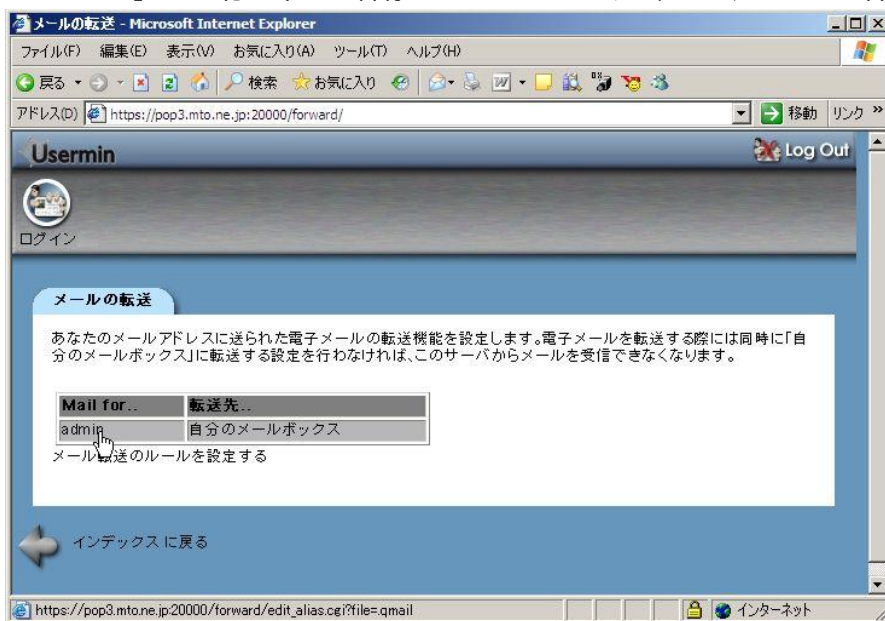 メールの転送 - Microsoft Internet Explorer
ファイル(F) 編集(E) 表示(V) お気に入り(A) ツール(T) ヘルプ(H)
戻る 検索 お気に入り
アドレス(D) https://pop3.mto.ne.jp:20000/forward/ 移動 リンク »
Usermin Log Out
ログイン
メールの転送
あなたのメールアドレスに送られた電子メールの転送機能を設定します。電子メールを転送する際には同時に「自
分のメールボックス」に転送する設定を行わなければ、このサーバからメールを受信できなくなります。
Mail for.. 転送先..
admin 自分のメールボックス
メール転送のルールを設定する
インデックス に戻る
https://pop3.mto.ne.jp:20000/forward/edit_alias.cgi?file=.qmail インターネット